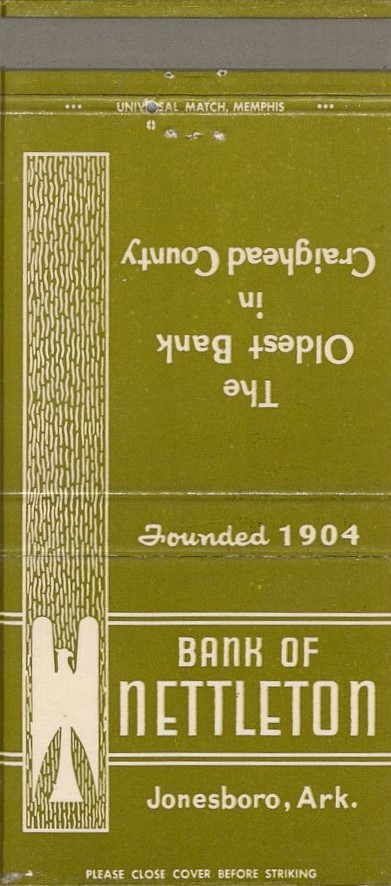 UNIVERSAL MATCH, MEMPHIS
The
Oldest Bank
in
Craighead County
Founded 1904
BANK OF
NETTLETON
Jonesboro, Ark.
PLEASE CLOSE COVER BEFORE STRIKING